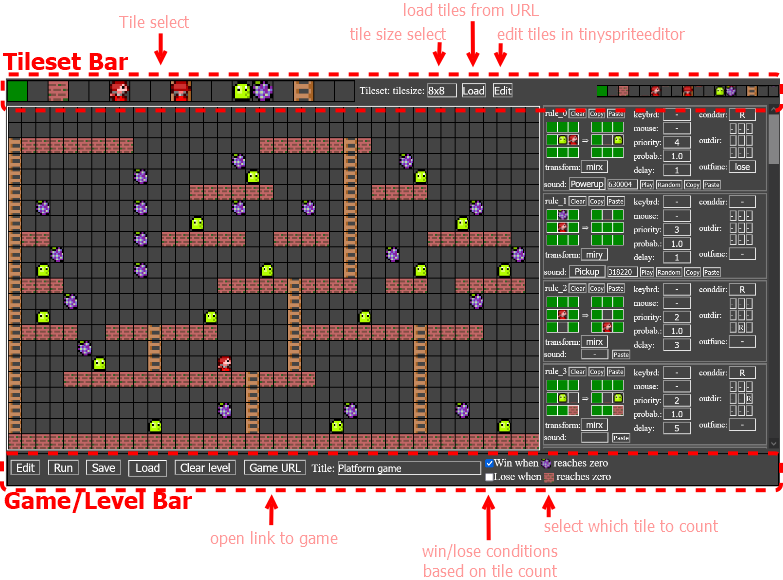 load tiles from URL
Tile select
tile size select
edit tiles in tinyspriteeditor
Tileset Bar
Tileset: tilesize: 8x8 Load Edit
rule_0 Clear Copy Paste keybrd: - conddir: R
mouse: -
priority: 4 outdir:
probab.: 1.0
transform: mirx delay: 1 outfunc: lose
sound: Powerup 630004 Play Random Copy Paste
rule_1 Clear Copy Paste keybrd: - conddir: R
mouse: -
priority: 3 outdir:
probab.: 1.0
transform: miry delay: 1 outfunc: -
sound: Pickup 318220 Play Random Copy Paste
rule_2 Clear Copy Paste keybrd: - conddir: R
mouse: -
priority: 2 outdir:
R
probab.: 1.0
transform: mirx delay: 3 outfunc: -
sound: - Paste
rule_3 Clear Copy Paste keybrd: - conddir: R
mouse: -
priority: 2 outdir: R
probab.: 1.0
transform: mirx delay: 5 outfunc: -
sound: Paste
Edit Run Save Load Clear level Game URL Title: Platform game Win when reaches zero
Lose when reaches zero
Game/Level Bar
open link to game
select which tile to count
win/lose conditions
based on tile count